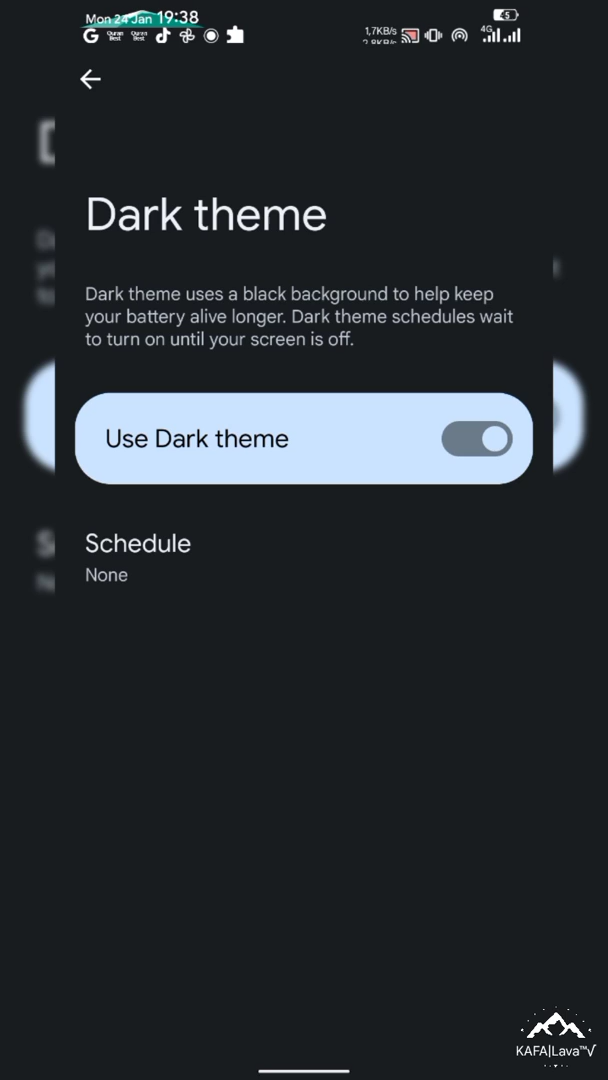 Mon 24 Jan 19:38
45
1,7KB/s
4G
Dark theme
Dark theme uses a black background to help keep
your battery alive longer. Dark theme schedules wait
to turn on until your screen is off.
Use Dark theme
Schedule
None
KAFA|Lava™√